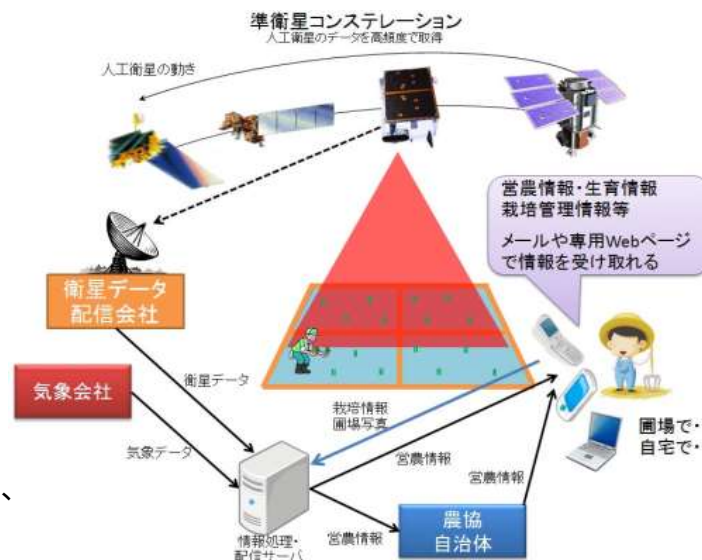 準衛星コンステレーション
人工衛星のデータを高頻度で取得
人工衛星の動き
営農情報・生育情報
栽培管理情報等
メールや専用Webページ
で情報を受け取れる
衛星データ
配信会社
衛星データ
気象会社
気象データ
栽培情報
圃場写真
圃場で・
自宅で・
営農情報
営農情報
、
情報処理・
配信サーバ
営農情報
農協
自治体